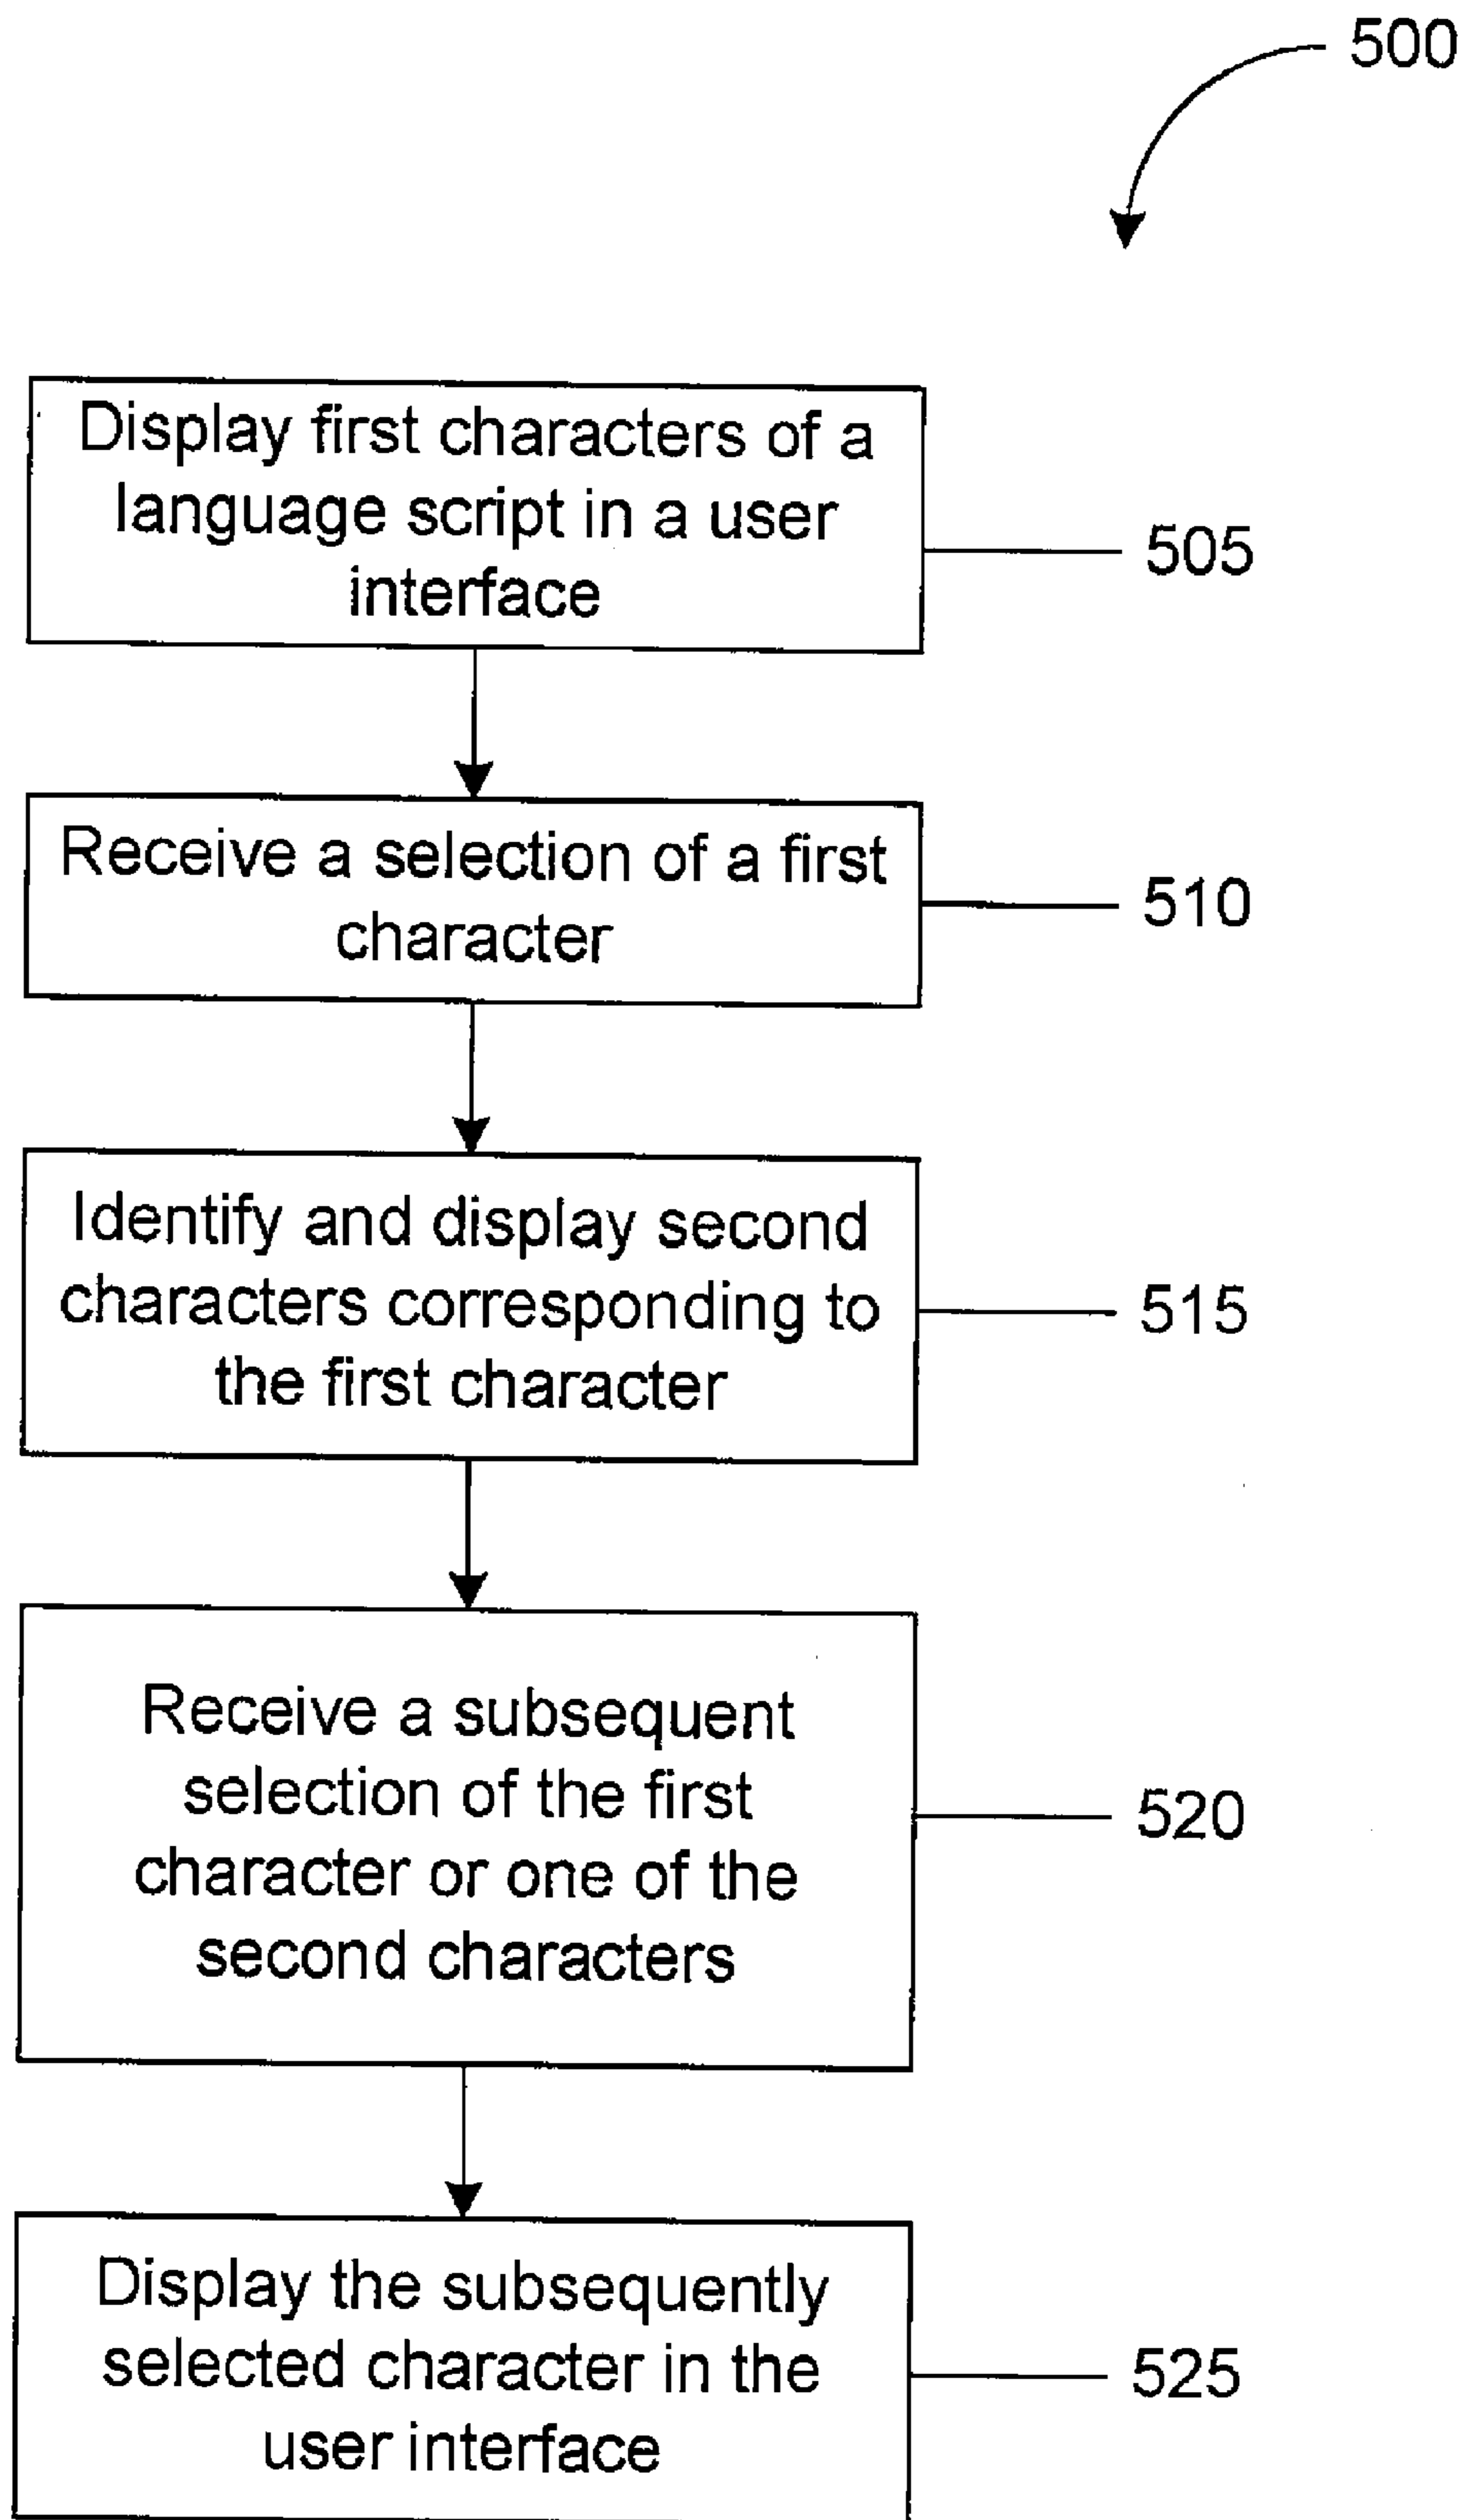 500
Display first characters of a
language script in a user
interface
505
Receive a selection of a first
character
510
Identify and display second
characters corresponding to
the first character
515
Receive a subsequent
selection of the first
character or one of the
second characters
520
Display the subsequently
selected character in the
user interface
525